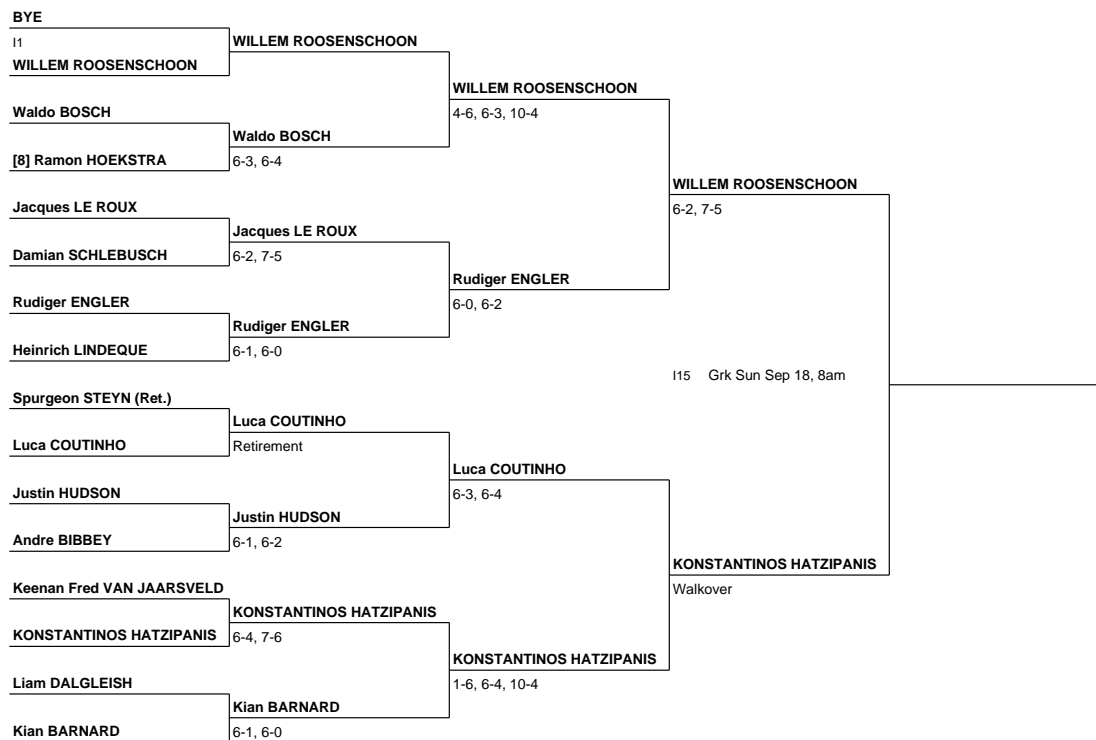 BYE
I1
WILLEM ROOSENSCHOON
WILLEM ROOSENSCHOON
WILLEM ROOSENSCHOON
4-6, 6-3, 10-4
Waldo BOSCH
Waldo BOSCH
[8] Ramon HOEKSTRA
6-3, 6-4
WILLEM ROOSENSCHOON
6-2, 7-5
Jacques LE ROUX
Jacques LE ROUX
Damian SCHLEBUSCH
6-2, 7-5
Rudiger ENGLER
6-0, 6-2
Rudiger ENGLER
Rudiger ENGLER
Heinrich LINDEQUE
6-1, 6-0
I15 Grk Sun Sep 18, 8am
Spurgeon STEYN (Ret.)
Luca COUTINHO
Luca COUTINHO
Retirement
Luca COUTINHO
6-3, 6-4
Justin HUDSON
Justin HUDSON
Andre BIBBEY
6-1, 6-2
KONSTANTINOS HATZIPANIS
Walkover
Keenan Fred VAN JAARSVELD
KONSTANTINOS HATZIPANIS
KONSTANTINOS HATZIPANIS
6-4, 7-6
KONSTANTINOS HATZIPANIS
1-6, 6-4, 10-4
Liam DALGLEISH
Kian BARNARD
Kian BARNARD
6-1, 6-0